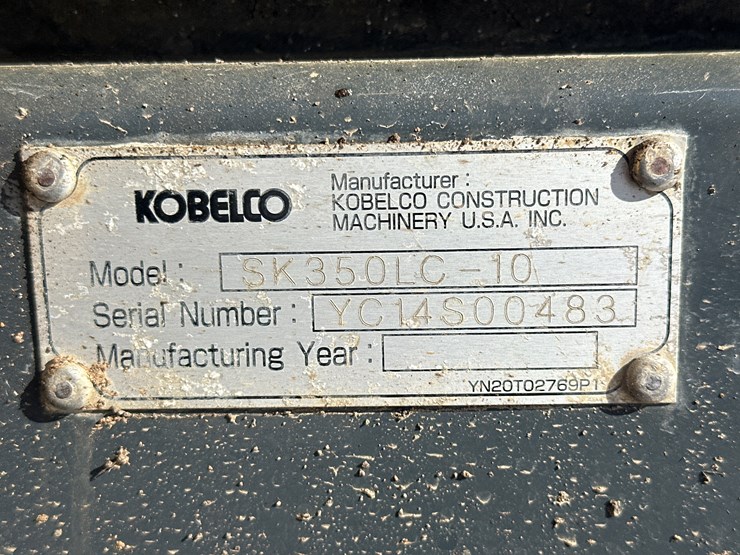 KOBELCO
Manufacturer :
KOBELCO CONSTRUCTION
MACHINERY U.S.A. INC.
Model : SK350LC-10
Serial Number : YC14S00483
Manufacturing Year :
YN20T02769P1